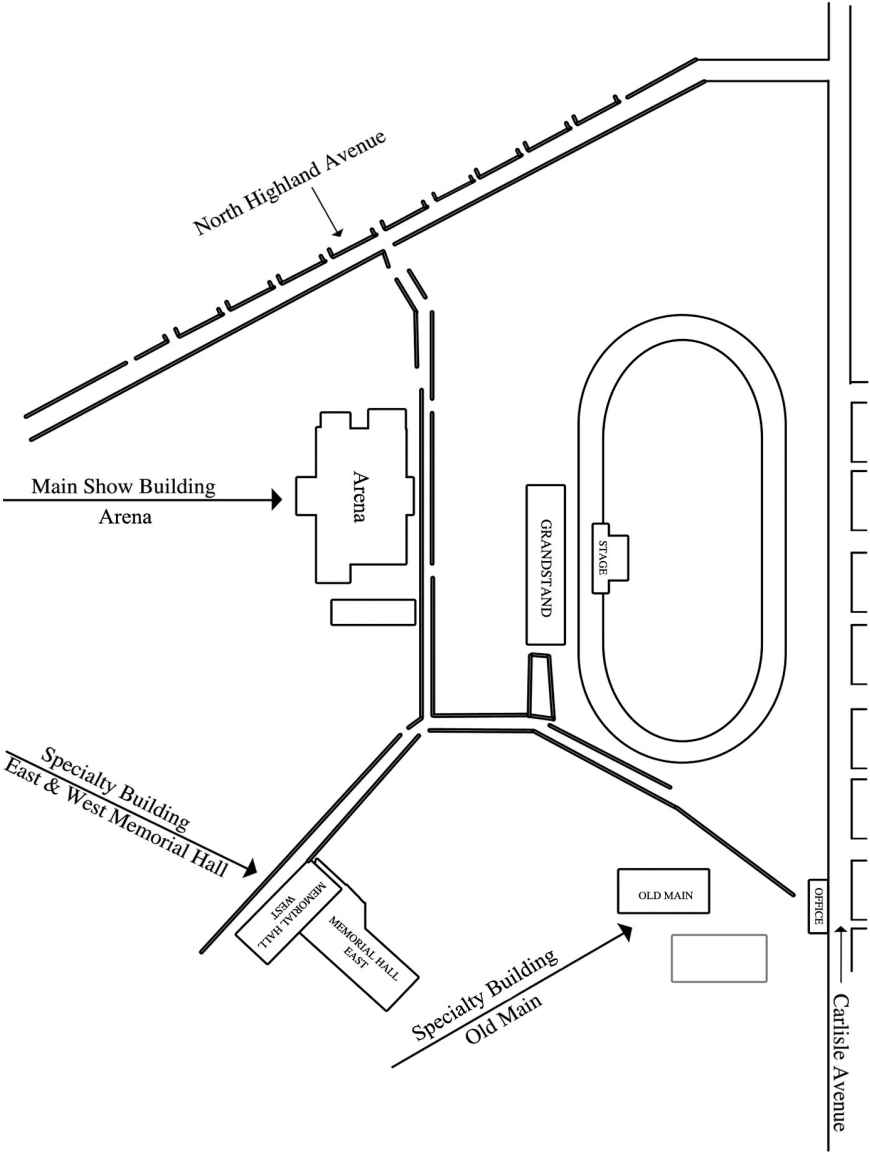 North Highland Avenue
Main Show Building
Arena
Arena
GRANDSTAND
STAGE
Specialty Building
East & West Memorial Hall
MEMORIAL HALL
WEST
MEMORIAL HALL
EAST
OLD MAIN
OFFICE
Specialty Building
Old Main
Carlisle Avenue